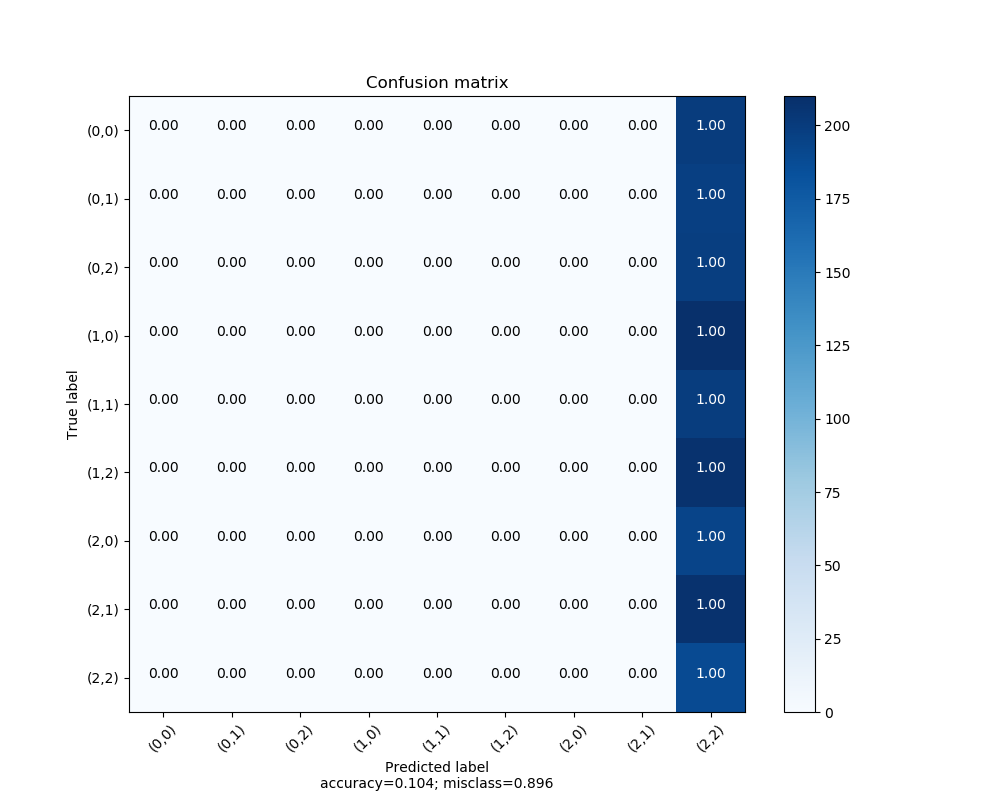 Confusion matrix
(0,0) 0.00 0.00 0.00 0.00 0.00 0.00 0.00 0.00 1.00
(0,1) 0.00 0.00 0.00 0.00 0.00 0.00 0.00 0.00 1.00
(0,2) 0.00 0.00 0.00 0.00 0.00 0.00 0.00 0.00 1.00
(1,0) 0.00 0.00 0.00 0.00 0.00 0.00 0.00 0.00 1.00
(1,1) 0.00 0.00 0.00 0.00 0.00 0.00 0.00 0.00 1.00
(1,2) 0.00 0.00 0.00 0.00 0.00 0.00 0.00 0.00 1.00
(2,0) 0.00 0.00 0.00 0.00 0.00 0.00 0.00 0.00 1.00
(2,1) 0.00 0.00 0.00 0.00 0.00 0.00 0.00 0.00 1.00
(2,2) 0.00 0.00 0.00 0.00 0.00 0.00 0.00 0.00 1.00
True label
(0,0) (0,1) (0,2) (1,0) (1,1) (1,2) (2,0) (2,1) (2,2)
Predicted label
accuracy=0.104; misclass=0.896
200
175
150
125
100
75
50
25
0